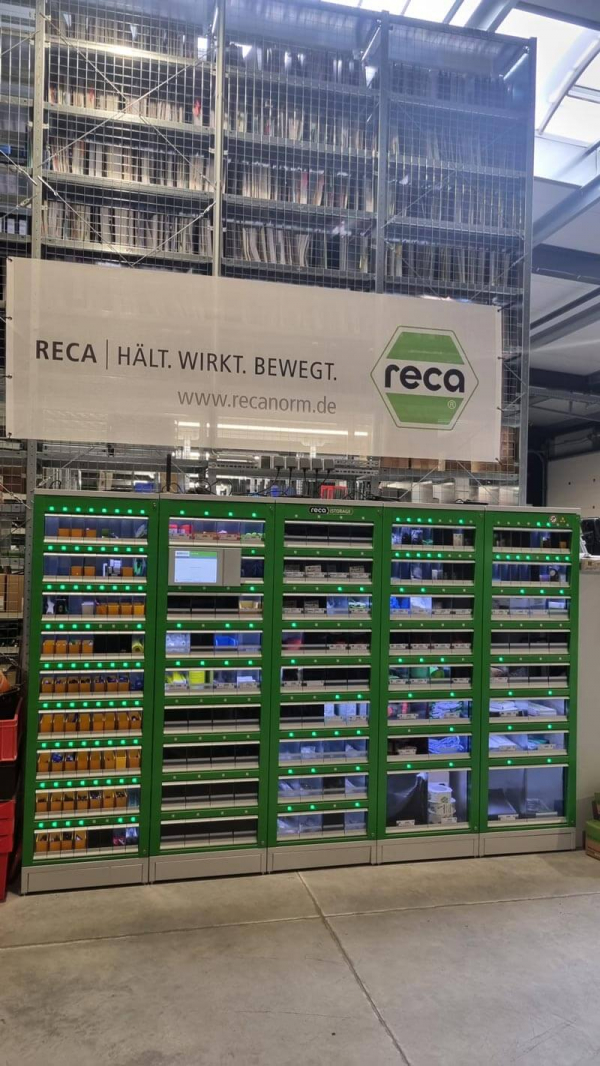 RECA | HÄLT. WIRKT. BEWEGT.
www.recanorm.de
reca
®
reca STORAGE